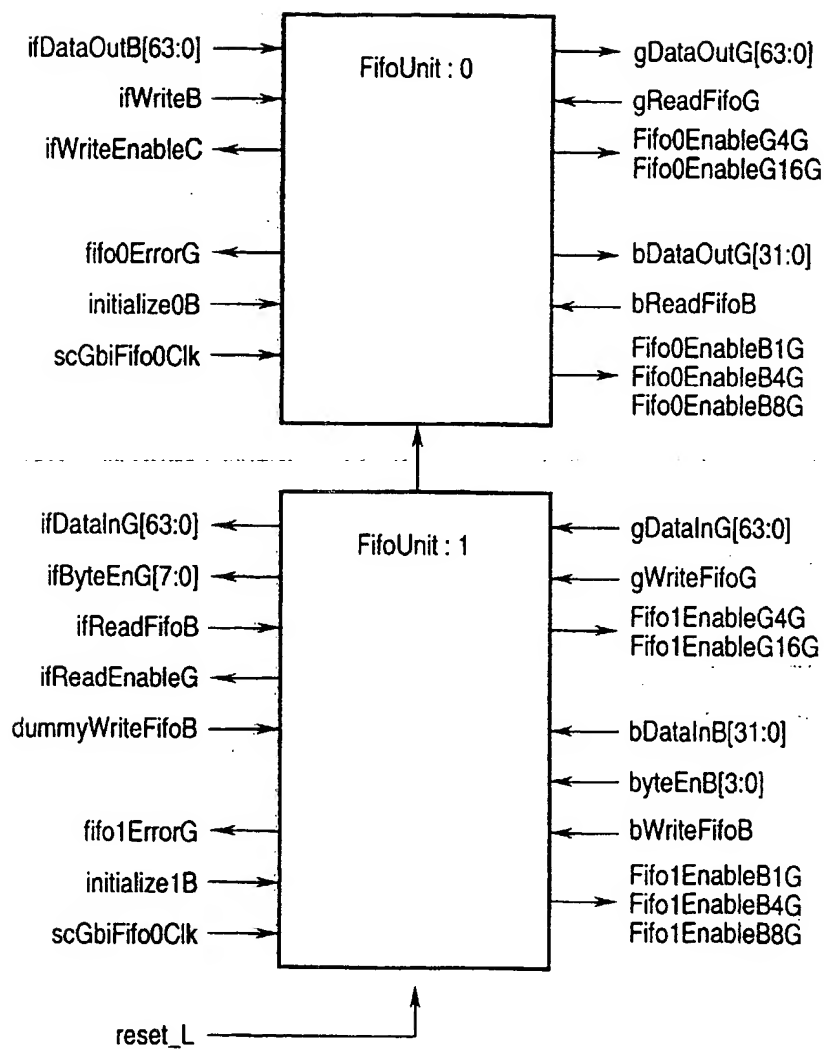 ifDataOutB[63:0]
ifWriteB
ifWriteEnableC
fifo0ErrorG
initialize0B
scGbiFifo0Clk
FifoUnit : 0
gDataOutG[63:0]
gReadFifoG
Fifo0EnableG4G
Fifo0EnableG16G
bDataOutG[31:0]
bReadFifoB
Fifo0EnableB1G
Fifo0EnableB4G
Fifo0EnableB8G
ifDataInG[63:0]
ifByteEnG[7:0]
ifReadFifoB
ifReadEnableG
dummyWriteFifoB
fifo1ErrorG
initialize1B
scGbiFifo0Clk
FifoUnit : 1
gDataInG[63:0]
gWriteFifoG
Fifo1EnableG4G
Fifo1EnableG16G
bDataInB[31:0]
byteEnB[3:0]
bWriteFifoB
Fifo1EnableB1G
Fifo1EnableB4G
Fifo1EnableB8G
reset_L